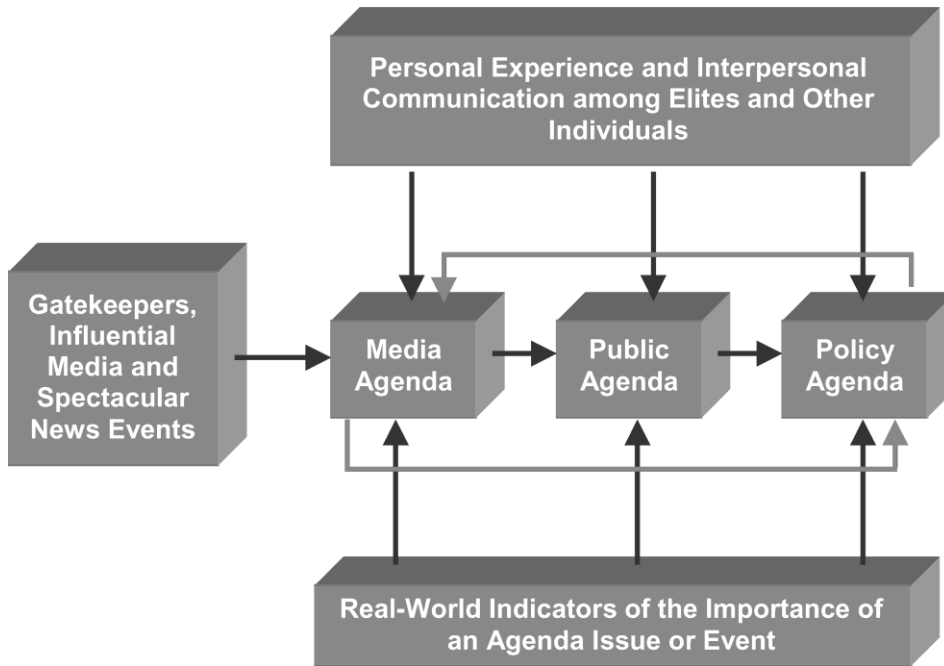 Personal Experience and Interpersonal
Communication among Elites and Other
Individuals
Gatekeepers,
Influential
Media and
Spectacular
News Events
Media
Agenda
Public
Agenda
Policy
Agenda
Real-World Indicators of the Importance of
an Agenda Issue or Event